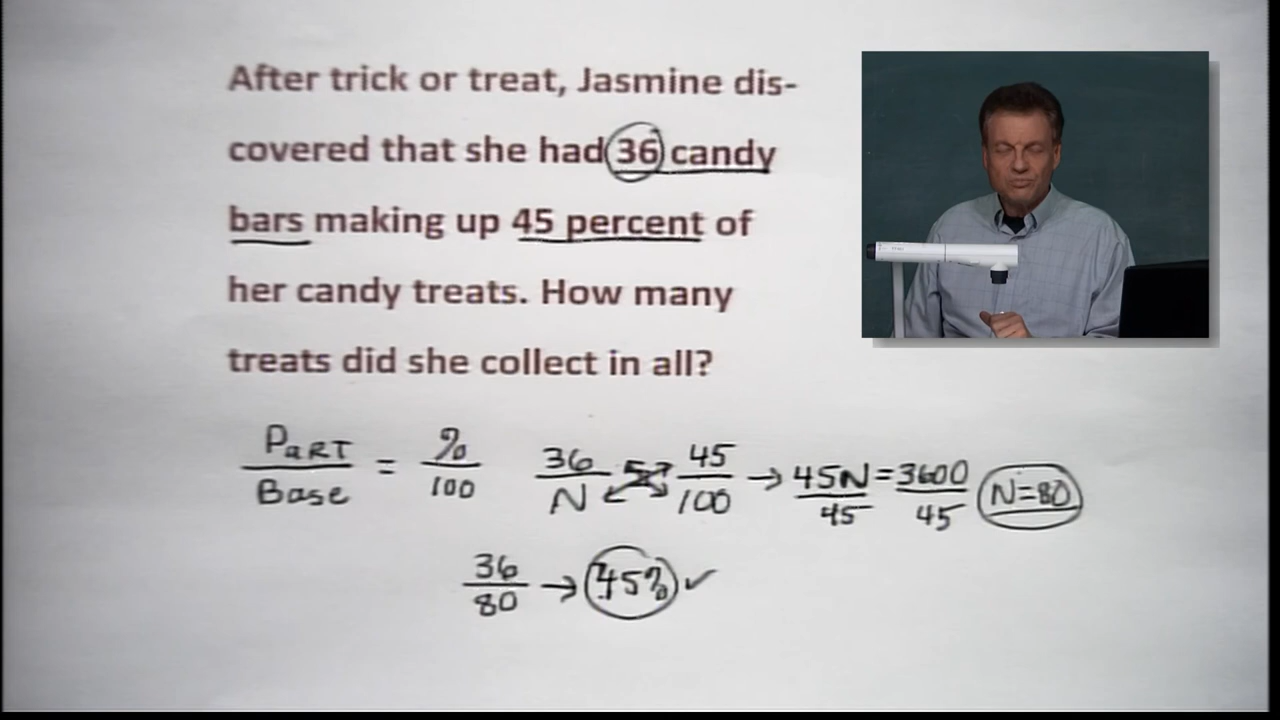 After trick or treat, Jasmine dis-
covered that she had 36 candy
bars making up 45 percent of
her candy treats. How many
treats did she collect in all?
PaRT / Base = % / 100
36 / N 45 / 100 → 45N / 45 = 3600 / 45 N=80
36 / 80 → 45% ✓